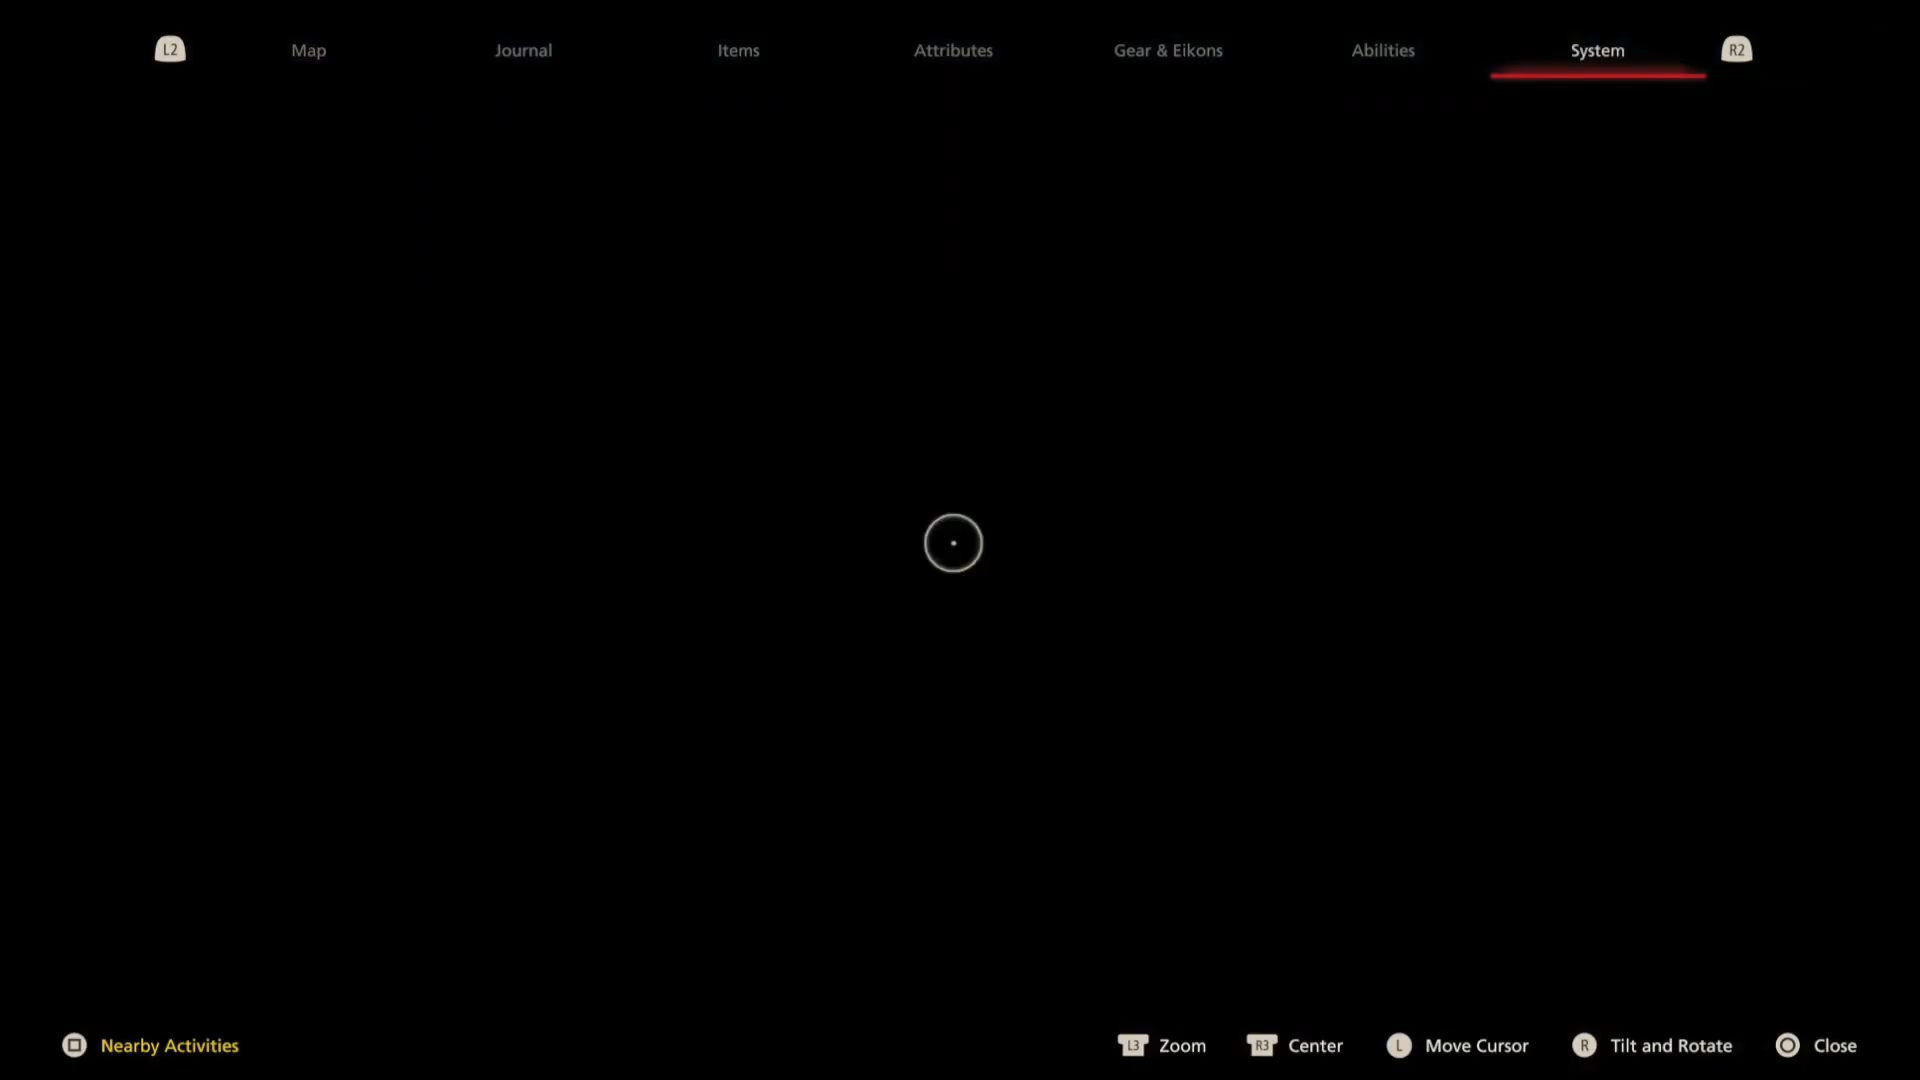 L2 Map Journal Items Attributes Gear & Eikons Abilities System R2
Nearby Activities L3 Zoom R3 Center L Move Cursor R Tilt and Rotate Close